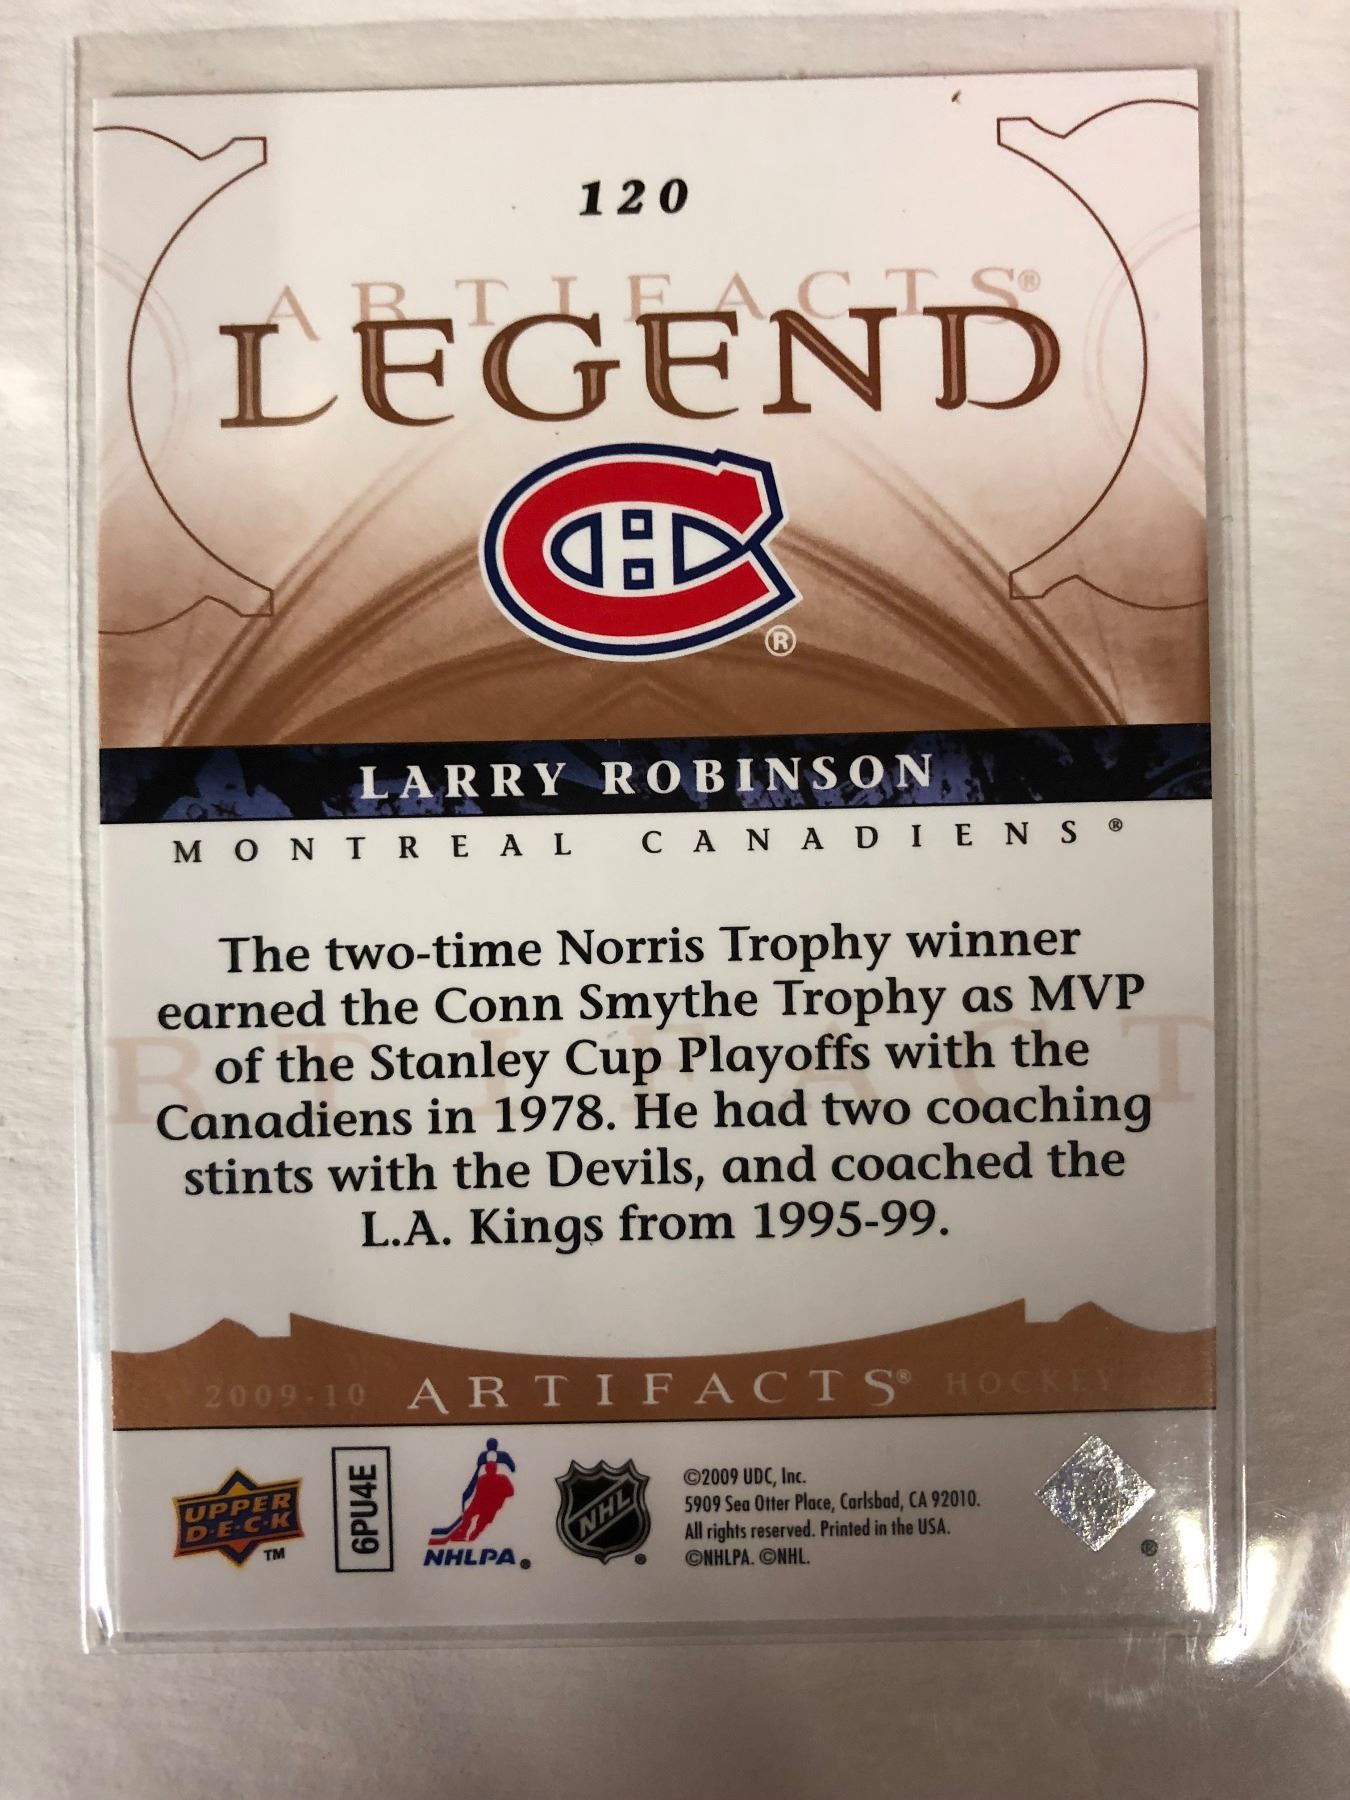 120
ARTIFACTS®
LEGEND
®
LARRY ROBINSON
MONTREAL CANADIENS®
The two-time Norris Trophy winner
earned the Conn Smythe Trophy as MVP
of the Stanley Cup Playoffs with the
Canadiens in 1978. He had two coaching
stints with the Devils, and coached the
L.A. Kings from 1995-99.
2009-10 ARTIFACTS® HOCKEY
UPPER
D·E·C·K
TM
6PU4E
NHLPA®
NHL
®
©2009 UDC, Inc.
5909 Sea Otter Place, Carlsbad, CA 92010.
All rights reserved. Printed in the USA.
©NHLPA. ©NHL.
®